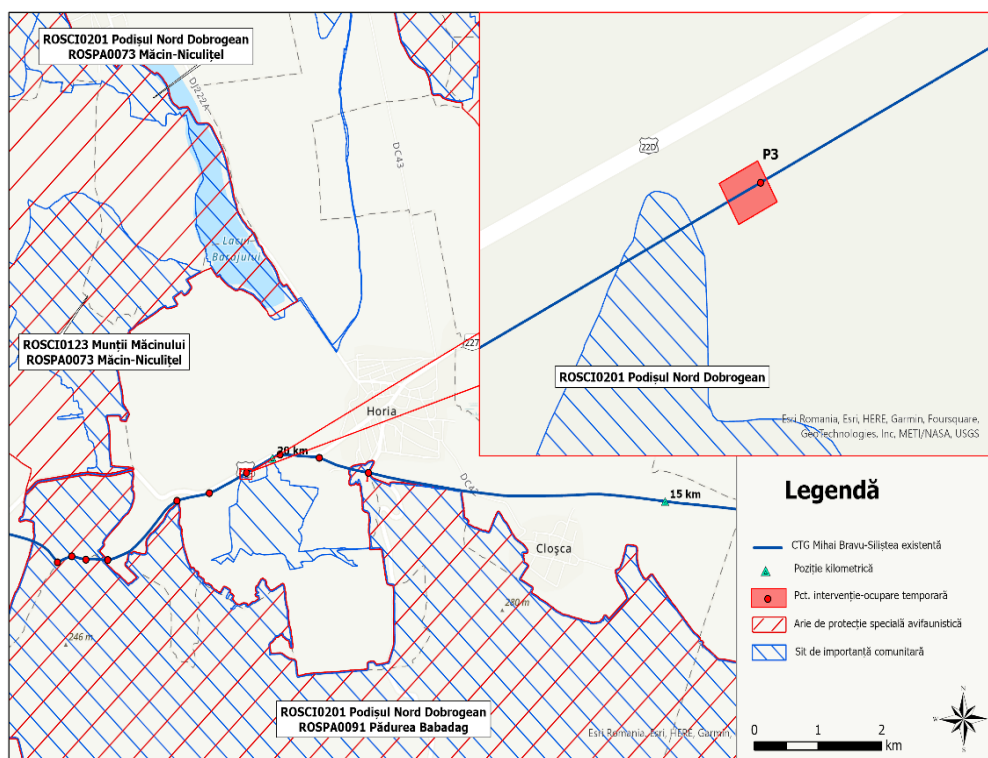 ROSCI0201 Podișul Nord Dobrogean
ROSPA0073 Măcin-Niculițel
DJ222A
DC43
Lacul
Barajului
ROSCI0123 Munții Măcinului
ROSPA0073 Măcin-Niculițel
227
Horia
20 km
15 km
Cloșca
280 m
246 m
ROSCI0201 Podișul Nord Dobrogean
ROSPA0091 Pădurea Babadag
Esri Romania, Esri, HERE, Garmin,
22D
P3
ROSCI0201 Podișul Nord Dobrogean
Esri Romania, Esri, HERE, Garmin, Foursquare,
GeoTechnologies, Inc, METI/NASA, USGS
Legendă
CTG Mihai Bravu-Siliștea existentă
Poziție kilometrică
Pct. intervenție-ocupare temporară
Arie de protecție specială avifaunistică
Sit de importanță comunitară
N
W
E
S
0 1 2
km